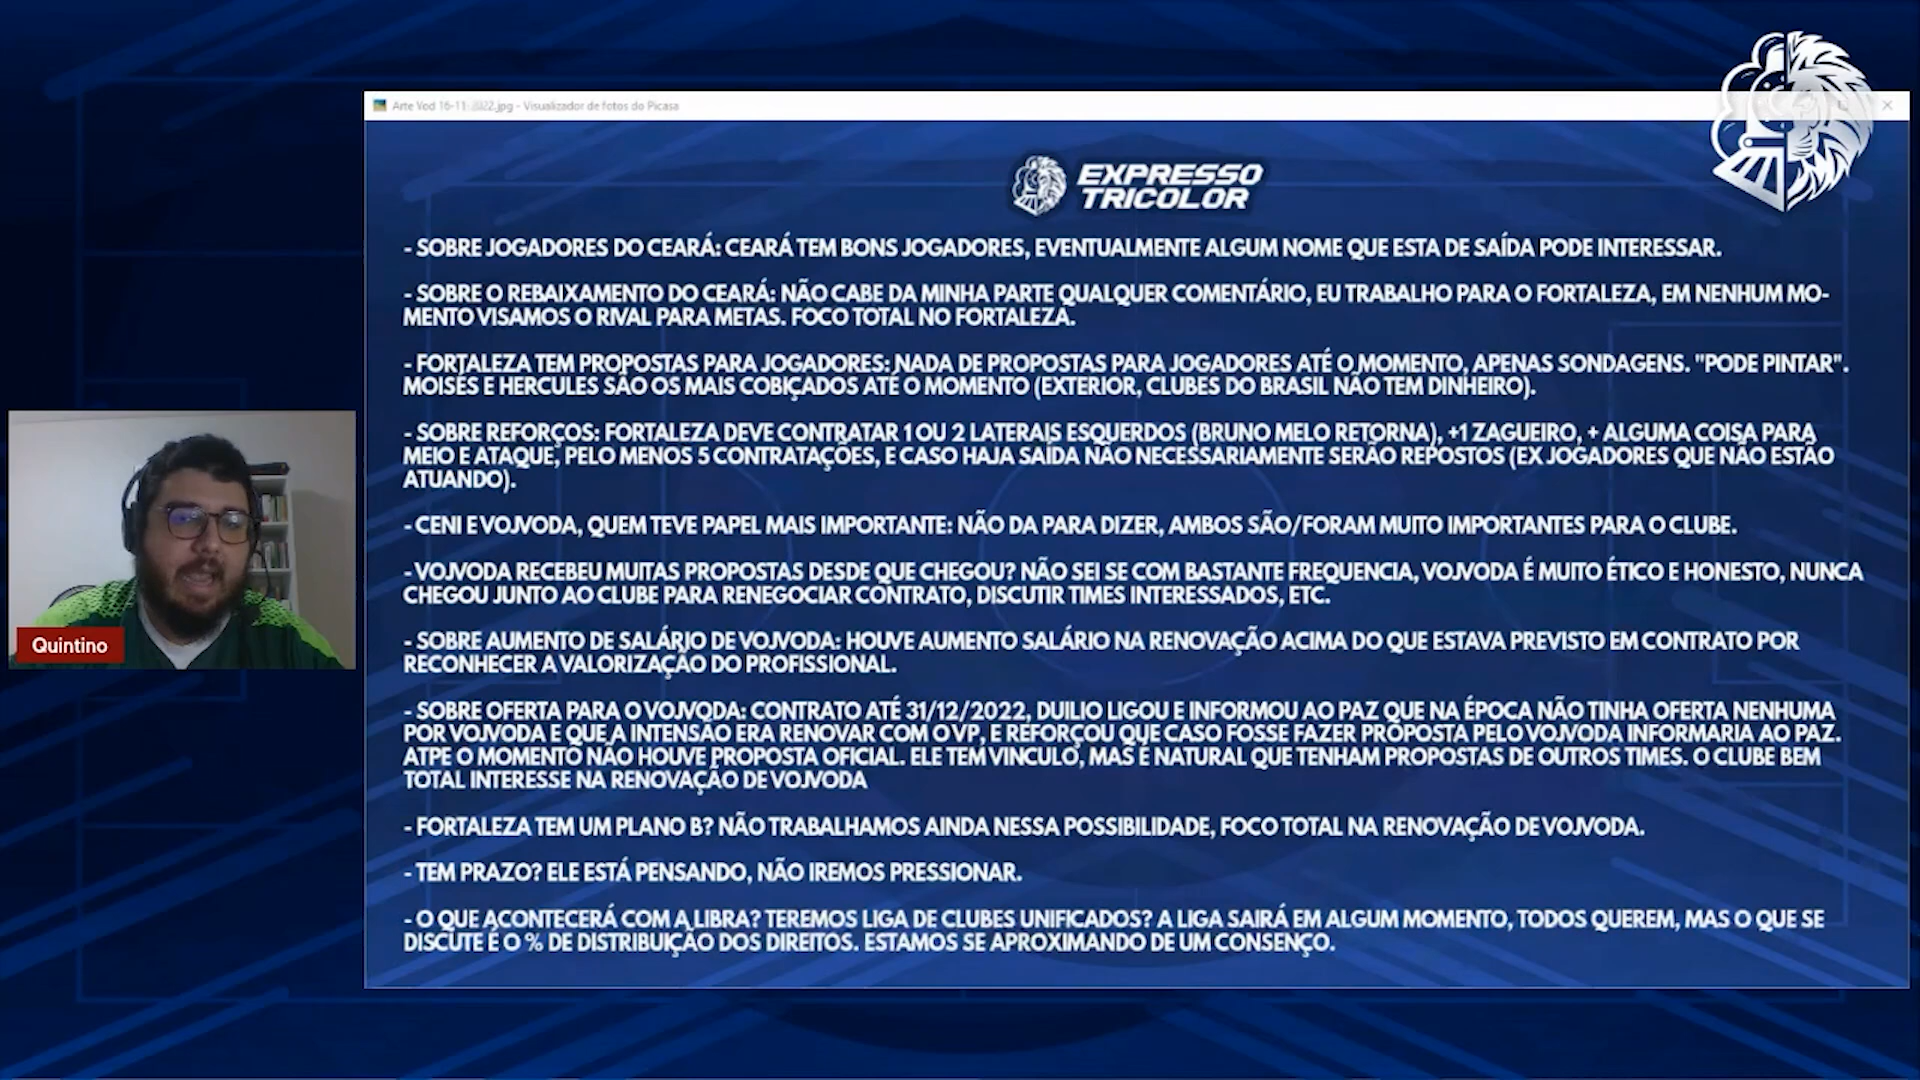 Arte Vod 16-11-2022.jpg - Visualizador de fotos do Picasa
EXPRESSO
TRICOLOR
- SOBRE JOGADORES DO CEARÁ: CEARÁ TEM BONS JOGADORES, EVENTUALMENTE ALGUM NOME QUE ESTA DE SAÍDA PODE INTERESSAR.
- SOBRE O REBAIXAMENTO DO CEARÁ: NÃO CABE DA MINHA PARTE QUALQUER COMENTÁRIO, EU TRABALHO PARA O FORTALEZA, EM NENHUM MO-
MENTO VISAMOS O RIVAL PARA METAS. FOCO TOTAL NO FORTALEZA.
- FORTALEZA TEM PROPOSTAS PARA JOGADORES: NADA DE PROPOSTAS PARA JOGADORES ATÉ O MOMENTO, APENAS SONDAGENS. "PODE PINTAR".
MOISÉS E HERCULES SÃO OS MAIS COBIÇADOS ATÉ O MOMENTO (EXTERIOR, CLUBES DO BRASIL NÃO TEM DINHEIRO).
- SOBRE REFORÇOS: FORTALEZA DEVE CONTRATAR 1 OU 2 LATERAIS ESQUERDOS (BRUNO MELO RETORNA), +1 ZAGUEIRO, + ALGUMA COISA PARA
MEIO E ATAQUE, PELO MENOS 5 CONTRATAÇÕES, E CASO HAJA SAÍDA NÃO NECESSARIAMENTE SERÃO REPOSTOS (EX JOGADORES QUE NÃO ESTÃO
ATUANDO).
- CENI E VOJVODA, QUEM TEVE PAPEL MAIS IMPORTANTE: NÃO DA PARA DIZER, AMBOS SÃO/FORAM MUITO IMPORTANTES PARA O CLUBE.
- VOJVODA RECEBEU MUITAS PROPOSTAS DESDE QUE CHEGOU? NÃO SEI SE COM BASTANTE FREQUENCIA, VOJVODA É MUITO ÉTICO E HONESTO, NUNCA
CHEGOU JUNTO AO CLUBE PARA RENEGOCIAR CONTRATO, DISCUTIR TIMES INTERESSADOS, ETC.
Quintino
- SOBRE AUMENTO DE SALÁRIO DE VOJVODA: HOUVE AUMENTO SALÁRIO NA RENOVAÇÃO ACIMA DO QUE ESTAVA PREVISTO EM CONTRATO POR
RECONHECER A VALORIZAÇÃO DO PROFISSIONAL.
- SOBRE OFERTA PARA O VOJVODA: CONTRATO ATÉ 31/12/2022, DUILIO LIGOU E INFORMOU AO PAZ QUE NA ÉPOCA NÃO TINHA OFERTA NENHUMA
POR VOJVODA E QUE A INTENSÃO ERA RENOVAR COM O VP, E REFORÇOU QUE CASO FOSSE FAZER PROPOSTA PELO VOJVODA INFORMARIA AO PAZ.
ATPE O MOMENTO NÃO HOUVE PROPOSTA OFICIAL. ELE TEM VINCULO, MAS É NATURAL QUE TENHAM PROPOSTAS DE OUTROS TIMES. O CLUBE BEM
TOTAL INTERESSE NA RENOVAÇÃO DE VOJVODA
- FORTALEZA TEM UM PLANO B? NÃO TRABALHAMOS AINDA NESSA POSSIBILIDADE, FOCO TOTAL NA RENOVAÇÃO DE VOJVODA.
- TEM PRAZO? ELE ESTÁ PENSANDO, NÃO IREMOS PRESSIONAR.
- O QUE ACONTECERÁ COM A LIBRA? TEREMOS LIGA DE CLUBES UNIFICADOS? A LIGA SAIRÁ EM ALGUM MOMENTO, TODOS QUEREM, MAS O QUE SE
DISCUTE É O % DE DISTRIBUIÇÃO DOS DIREITOS. ESTAMOS SE APROXIMANDO DE UM CONSENÇO.